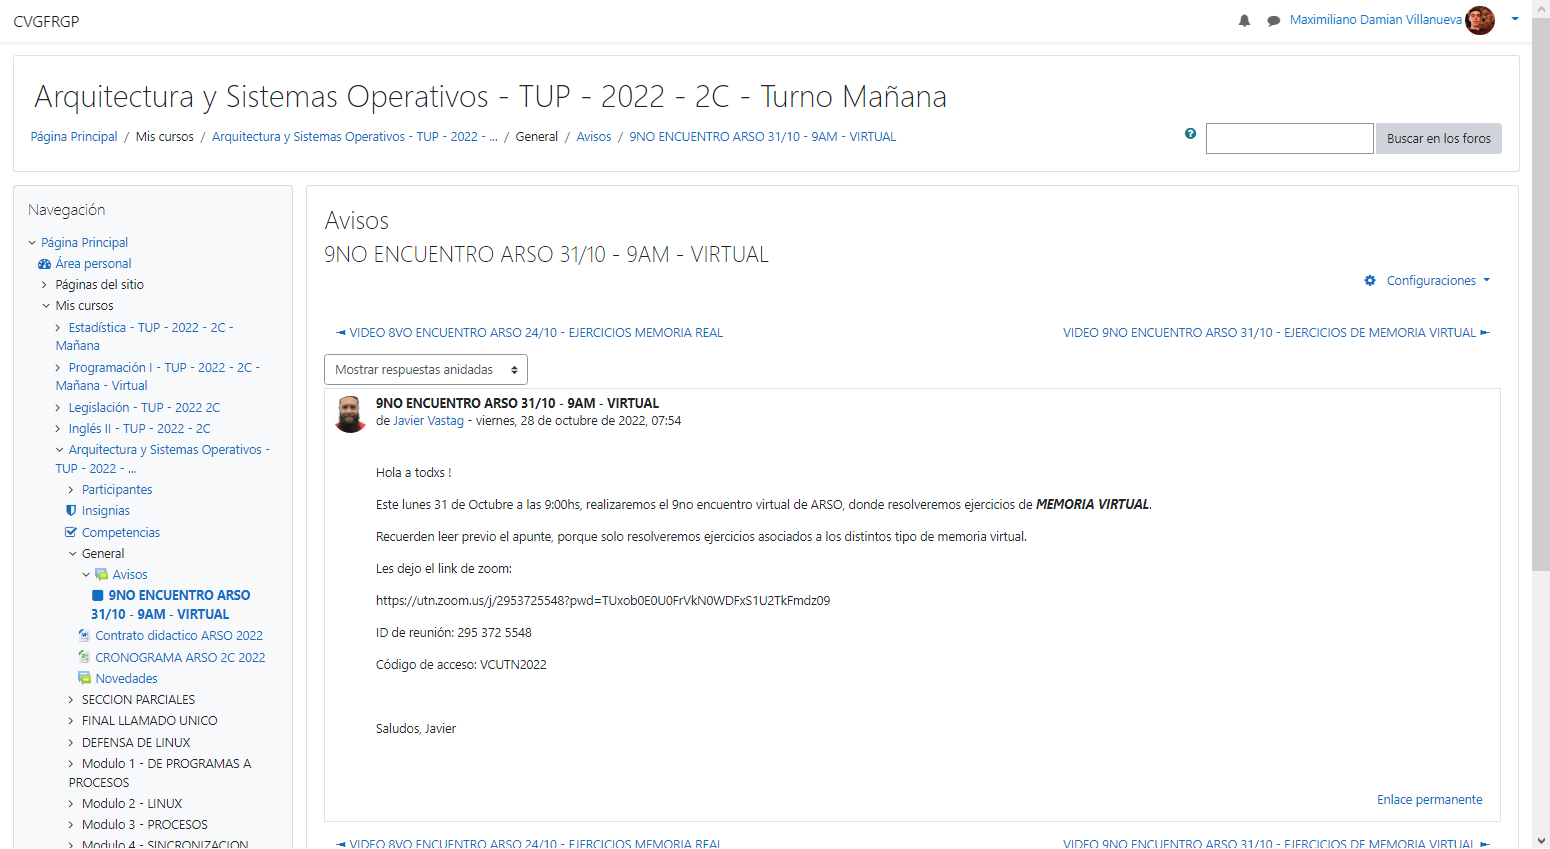 CVGFRGP
Maximiliano Damian Villanueva
Arquitectura y Sistemas Operativos - TUP - 2022 - 2C - Turno Mañana
Página Principal / Mis cursos / Arquitectura y Sistemas Operativos - TUP - 2022 - ... / General / Avisos / 9NO ENCUENTRO ARSO 31/10 - 9AM - VIRTUAL
Buscar en los foros
Navegación
Página Principal
Área personal
Páginas del sitio
Mis cursos
Estadística - TUP - 2022 - 2C -
Mañana
Programación I - TUP - 2022 - 2C -
Mañana - Virtual
Legislación - TUP - 2022 2C
Inglés II - TUP - 2022 - 2C
Arquitectura y Sistemas Operativos -
TUP - 2022 - ...
Participantes
Insignias
Competencias
General
Avisos
9NO ENCUENTRO ARSO
31/10 - 9AM - VIRTUAL
Contrato didactico ARSO 2022
CRONOGRAMA ARSO 2C 2022
Novedades
SECCION PARCIALES
FINAL LLAMADO UNICO
DEFENSA DE LINUX
Modulo 1 - DE PROGRAMAS A
PROCESOS
Modulo 2 - LINUX
Modulo 3 - PROCESOS
Modulo 4 - SINCRONIZACION
Avisos
9NO ENCUENTRO ARSO 31/10 - 9AM - VIRTUAL
Configuraciones
◄ VIDEO 8VO ENCUENTRO ARSO 24/10 - EJERCICIOS MEMORIA REAL
VIDEO 9NO ENCUENTRO ARSO 31/10 - EJERCICIOS DE MEMORIA VIRTUAL ►
Mostrar respuestas anidadas
9NO ENCUENTRO ARSO 31/10 - 9AM - VIRTUAL
de Javier Vastag - viernes, 28 de octubre de 2022, 07:54
Hola a todxs !
Este lunes 31 de Octubre a las 9:00hs, realizaremos el 9no encuentro virtual de ARSO, donde resolveremos ejercicios de MEMORIA VIRTUAL.
Recuerden leer previo el apunte, porque solo resolveremos ejercicios asociados a los distintos tipo de memoria virtual.
Les dejo el link de zoom:
https://utn.zoom.us/j/2953725548?pwd=TUxob0E0U0FrVkN0WDFxS1U2TkFmdz09
ID de reunión: 295 372 5548
Código de acceso: VCUTN2022
Saludos, Javier
Enlace permanente
◄ VIDEO 8VO ENCUENTRO ARSO 24/10 - EJERCICIOS MEMORIA REAL
VIDEO 9NO ENCUENTRO ARSO 31/10 - EJERCICIOS DE MEMORIA VIRTUAL ►